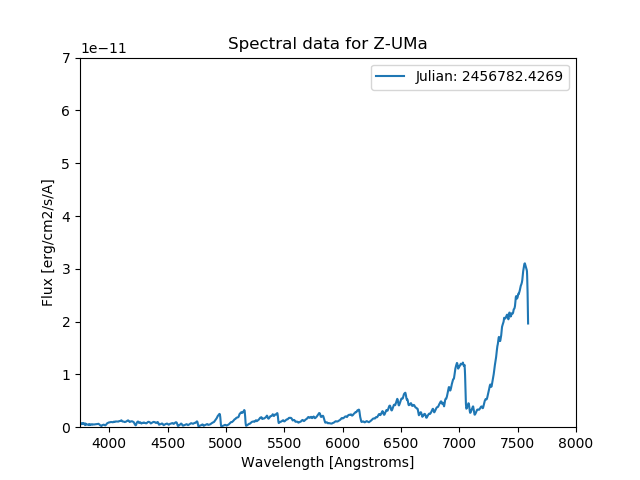 Spectral data for Z-UMa
1e−11
Julian: 2456782.4269
7
6
5
4
3
2
1
0
Flux [erg/cm2/s/A]
4000 4500 5000 5500 6000 6500 7000 7500 8000
Wavelength [Angstroms]